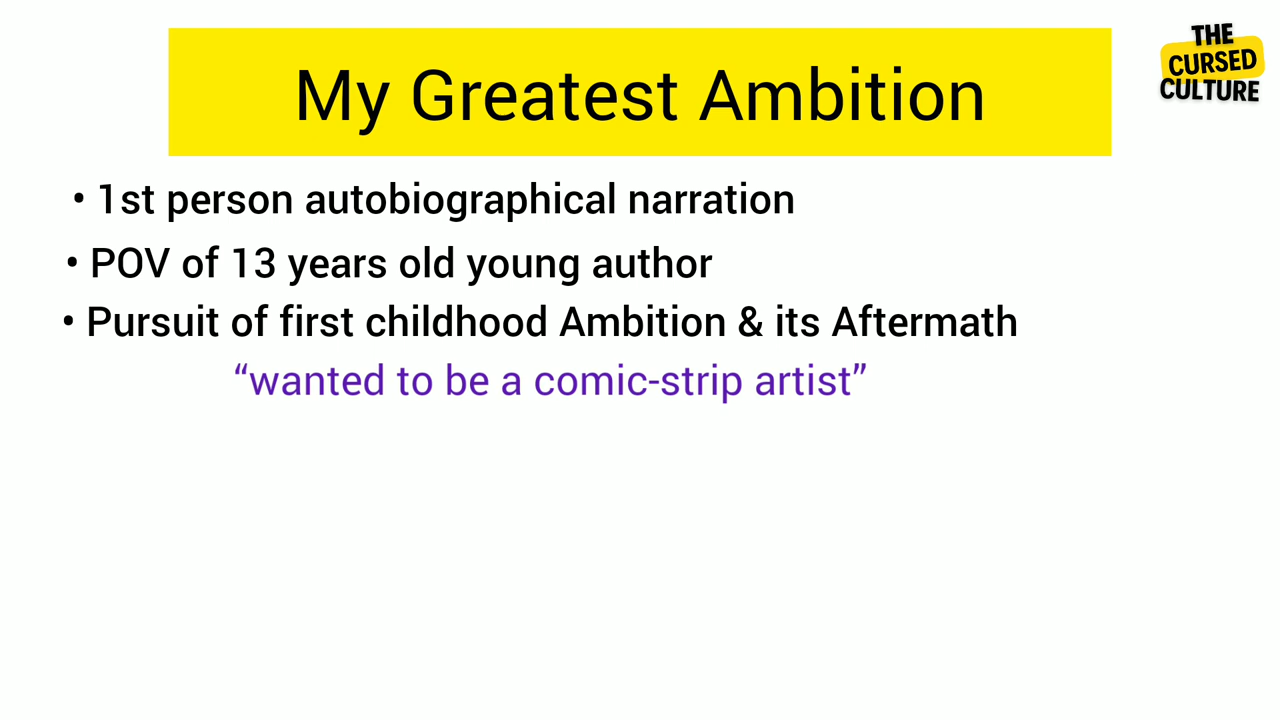 My Greatest Ambition
THE
CURSED
CULTURE
• 1st person autobiographical narration
• POV of 13 years old young author
• Pursuit of first childhood Ambition & its Aftermath
“wanted to be a comic-strip artist”